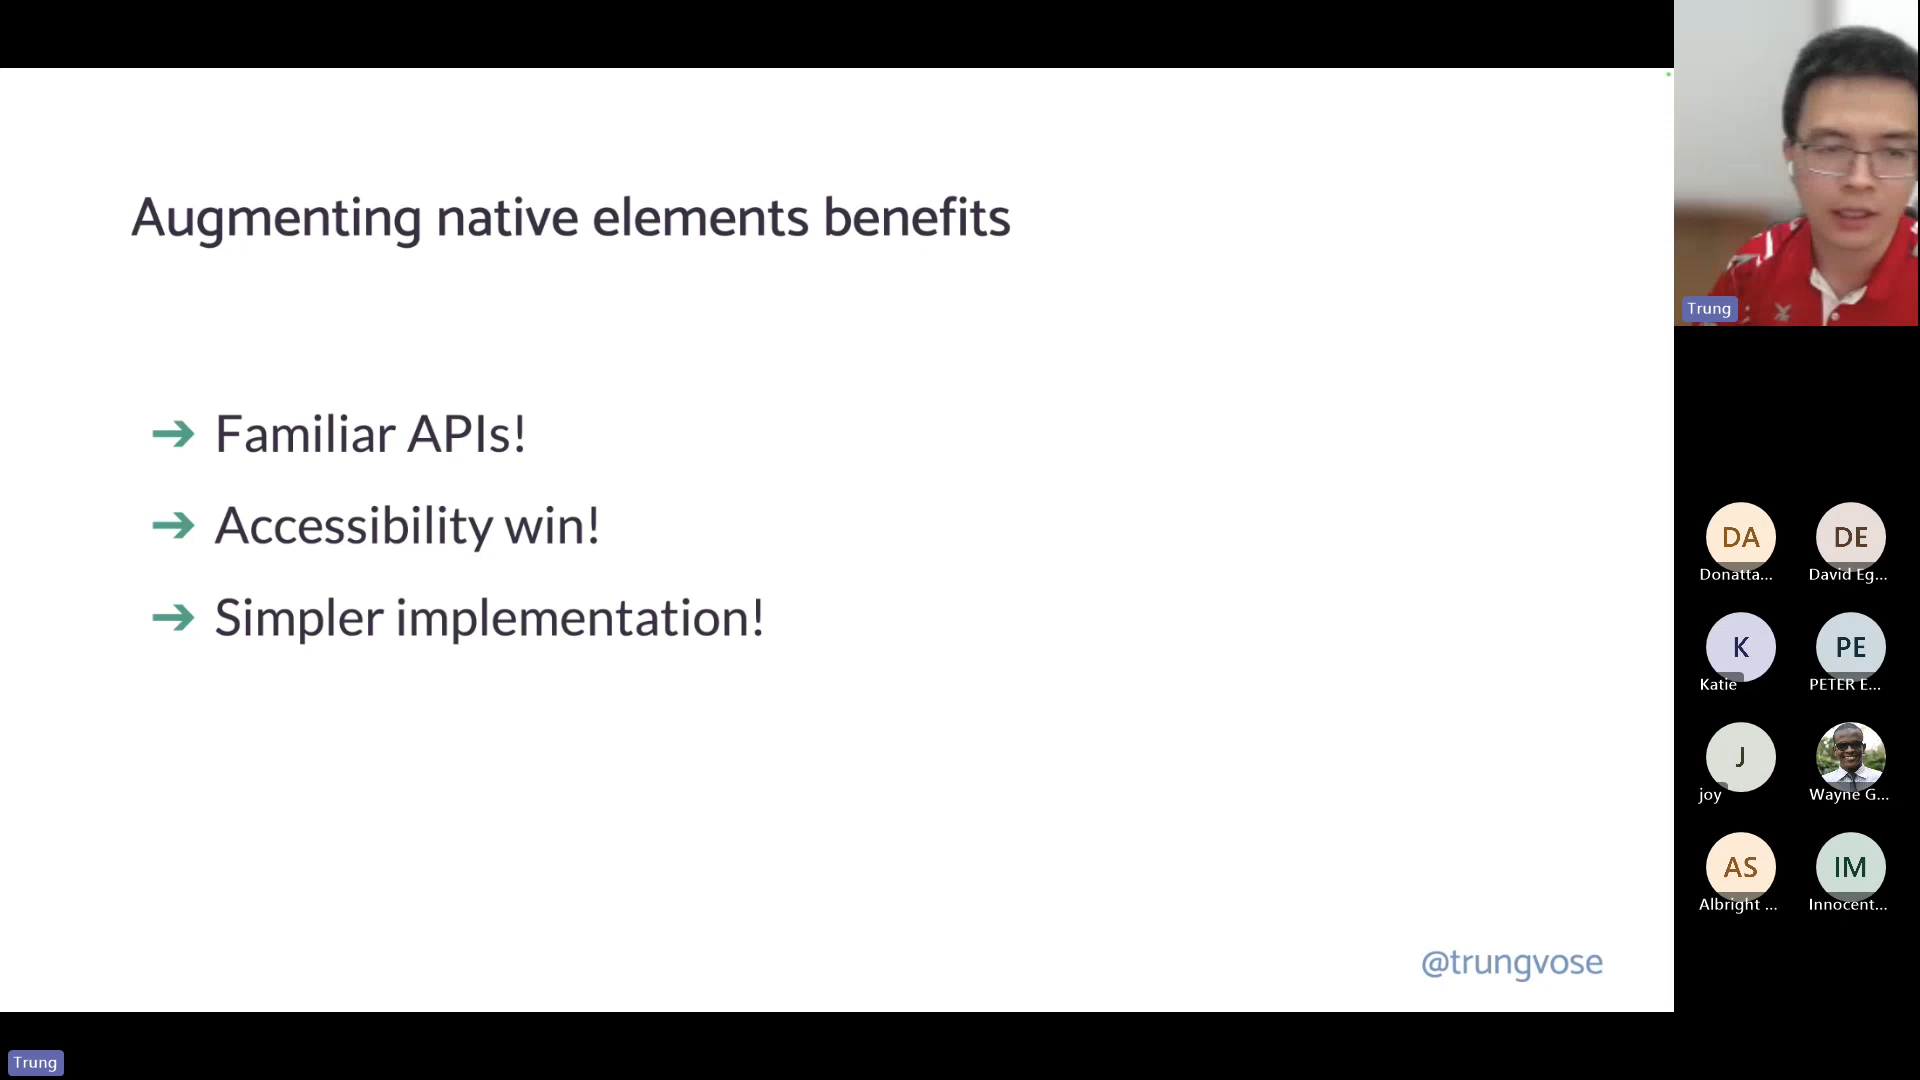 Augmenting native elements benefits
➔ Familiar APIs!
➔ Accessibility win!
➔ Simpler implementation!
@trungvose
Trung
Trung
DA
Donatta...
DE
David Eg...
K
Katie
PE
PETER E...
J
joy
Wayne G...
AS
Albright ...
IM
Innocent...